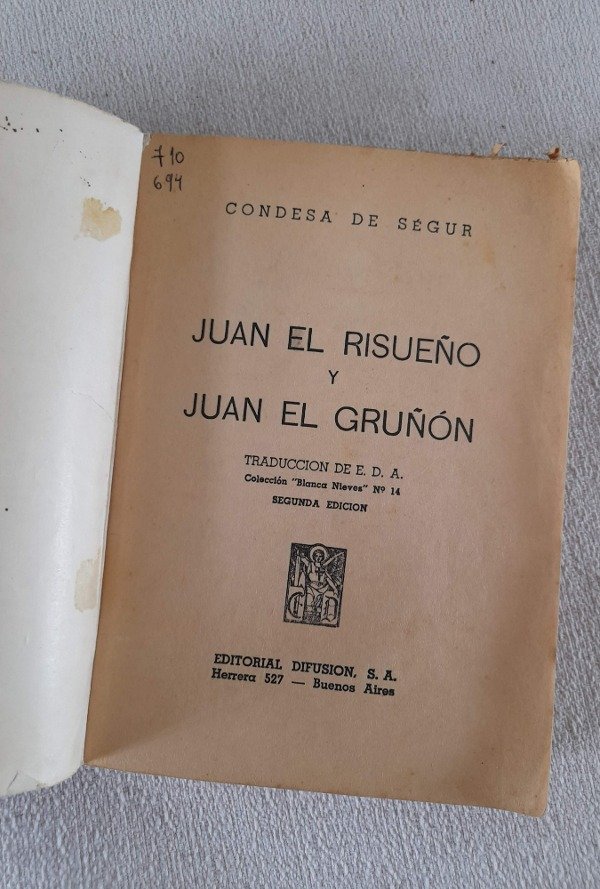 710
694
CONDESA DE SÉGUR
JUAN EL RISUEÑO
Y
JUAN EL GRUÑÓN
TRADUCCION DE E. D. A.
Colección "Blanca Nieves" Nº 14
SEGUNDA EDICION
EDITORIAL DIFUSION, S. A.
Herrera 527 — Buenos Aires